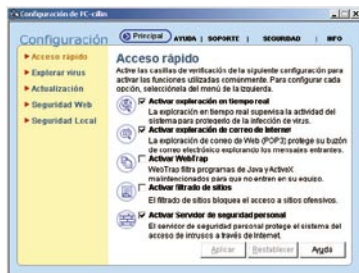 Configuración de PC-cillin
Configuración
Principal AYUDA | SOPORTE | SEGURIDAD | INFO
Acceso rápido
Explorar virus
Actualización
Seguridad Web
Seguridad Local
Acceso rápido
Active las casillas de verificación de la siguiente configuración para
activar las funciones utilizadas comúnmente. Para configurar cada
opción, selecciónela del menú de la izquierda.
Activar exploración en tiempo real
La exploración en tiempo real supervisa la actividad del
sistema para protegerlo de la infección de virus.
Activar exploración de correo de Internet
La exploración de correo de Web (POP3) protege su buzón
de correo electrónico explorando los mensajes entrantes.
Activar WebTrap
WebTrap filtra programas de Java y ActiveX
malintencionados para que no entren en su equipo.
Activar filtrado de sitios
El filtrado de sitios bloquea el acceso a sitios ofensivos.
Activar Servidor de seguridad personal
El servidor de seguridad personal protege el sistema del
acceso de intrusos a través de Internet.
Aplicar Restablecer Ayuda